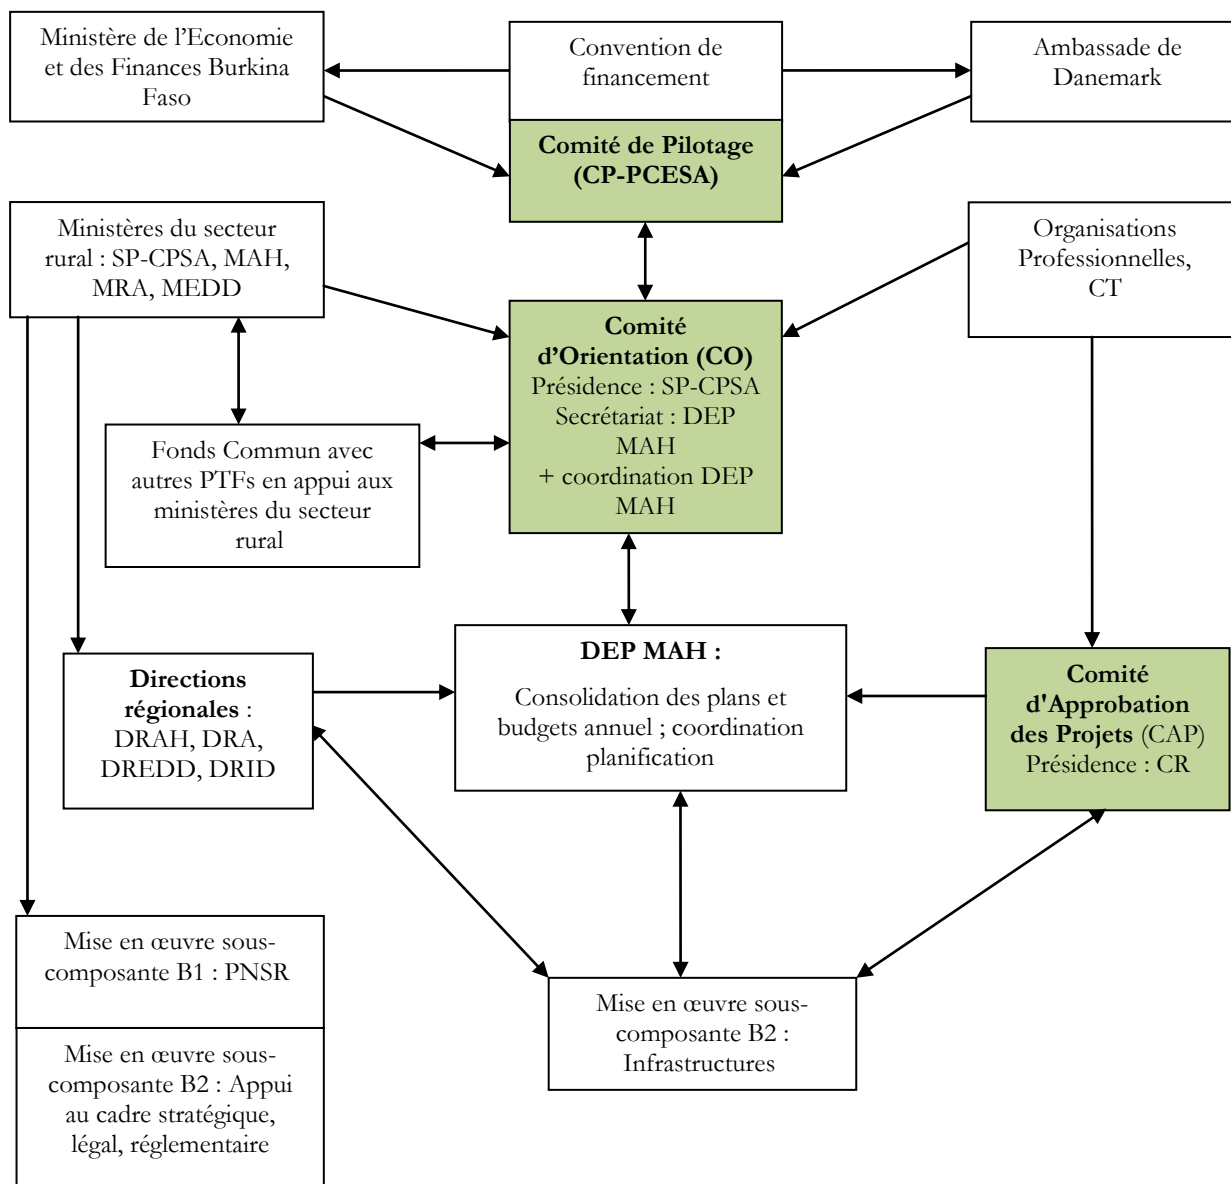 Ministère de l'Economie
et des Finances Burkina
Faso
Convention de
financement
Ambassade de
Danemark
Comité de Pilotage
(CP-PCESA)
Ministères du secteur
rural : SP-CPSA, MAH,
MRA, MEDD
Organisations
Professionnelles,
CT
Comité
d'Orientation (CO)
Présidence : SP-CPSA
Secrétariat : DEP
MAH
+ coordination DEP
MAH
Fonds Commun avec
autres PTFs en appui aux
ministères du secteur
rural
Directions
régionales :
DRAH, DRA,
DREDD, DRID
DEP MAH :
Consolidation des plans et
budgets annuel ; coordination
planification
Comité
d'Approbation
des Projets (CAP)
Présidence : CR
Mise en œuvre sous-
composante B1 : PNSR
Mise en œuvre sous-
composante B2 : Appui
au cadre stratégique,
légal, réglementaire
Mise en œuvre sous-
composante B2 :
Infrastructures